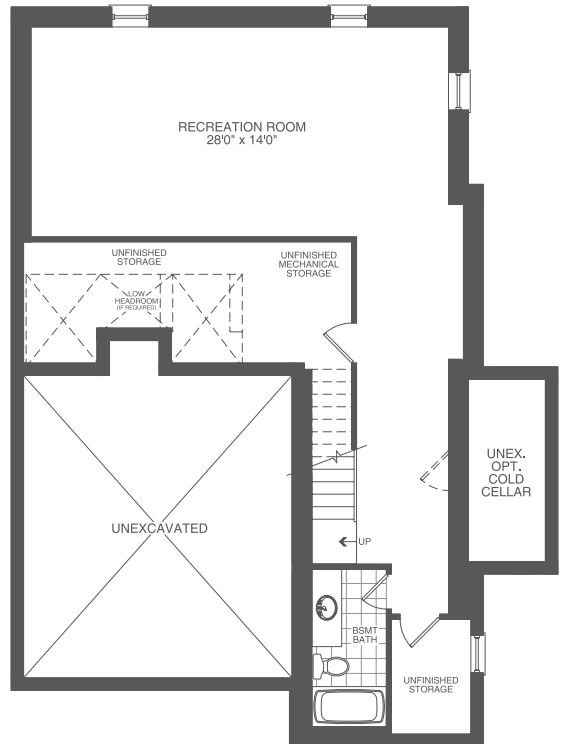 RECREATION ROOM
28'0" x 14'0"
UNFINISHED
STORAGE
UNFINISHED
MECHANICAL
STORAGE
LOW
HEADROOM
(IF REQUIRED)
UNEX.
OPT.
COLD
CELLAR
UNEXCAVATED
UP
BSMT
BATH
UNFINISHED
STORAGE